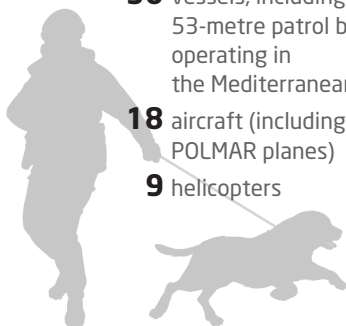 vessels, including
53-metre patrol b
operating in
the Mediterranean
18 aircraft (including
POLMAR planes)
9 helicopters